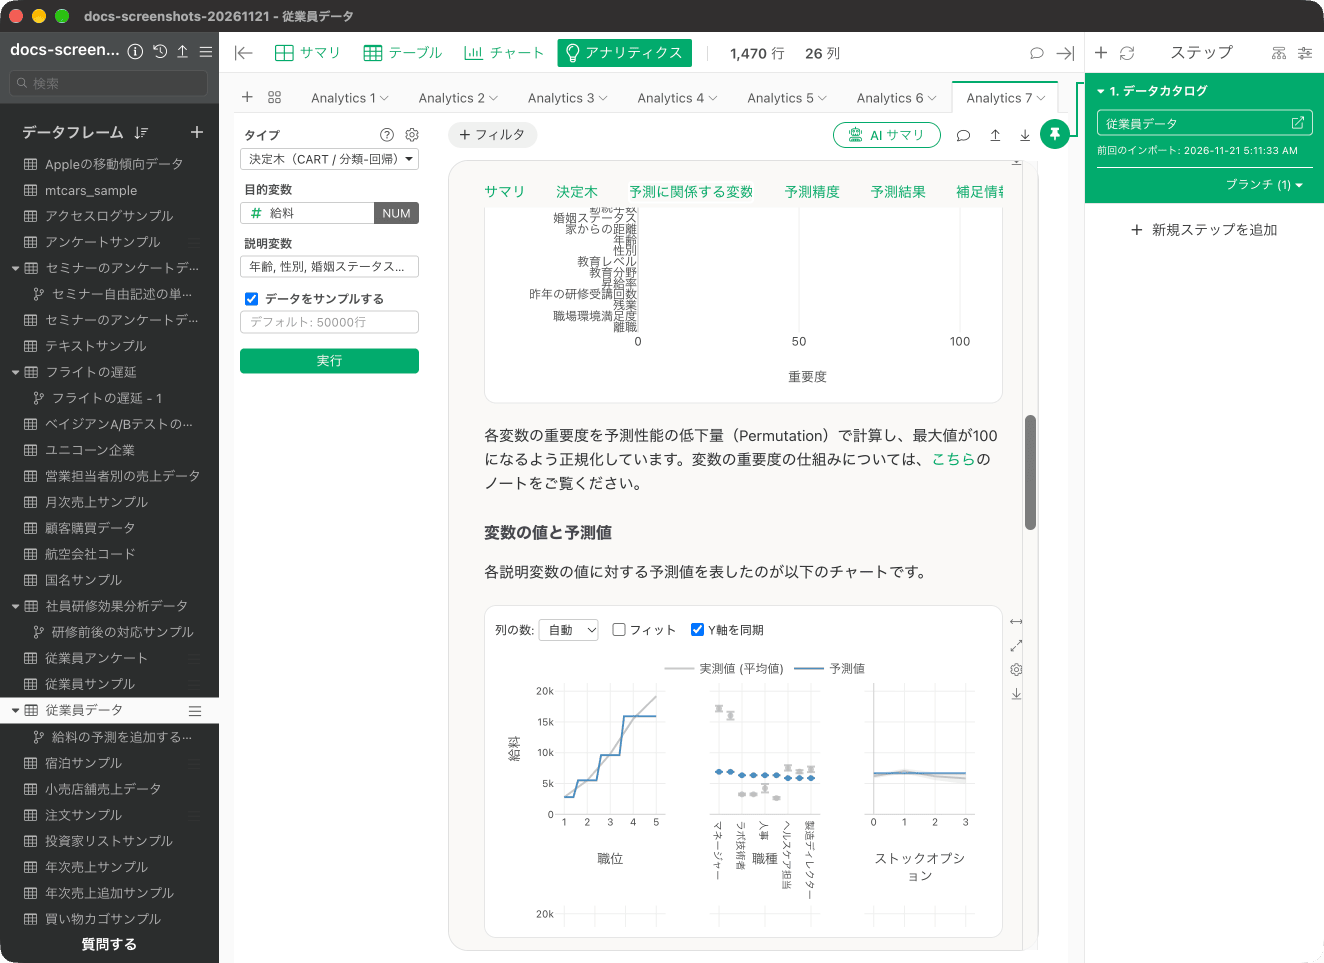 docs-screenshots-20261121 - 従業員データ
docs-screen...
検索
データフレーム
Appleの移動傾向データ
mtcars_sample
アクセスログサンプル
アンケートサンプル
セミナーのアンケートデ…
セミナー自由記述の単…
セミナーのアンケートデ…
テキストサンプル
フライトの遅延
フライトの遅延 - 1
ベイジアンA/Bテストの…
ユニコーン企業
営業担当者別の売上データ
月次売上サンプル
顧客購買データ
航空会社コード
国名サンプル
社員研修効果分析データ
研修前後の対応サンプル
従業員アンケート
従業員サンプル
従業員データ
給料の予測を追加する…
宿泊サンプル
小売店舗売上データ
注文サンプル
投資家リストサンプル
年次売上サンプル
年次売上追加サンプル
買い物カゴサンプル
質問する
サマリ
テーブル
チャート
アナリティクス
1,470 行
26 列
Analytics 1
Analytics 2
Analytics 3
Analytics 4
Analytics 5
Analytics 6
Analytics 7
タイプ
決定木（CART / 分類-回帰）
目的変数
# 給料
NUM
説明変数
年齢, 性別, 婚姻ステータス...
データをサンプルする
デフォルト: 50000行
実行
+ フィルタ
AI サマリ
サマリ
決定木
予測に関係する変数
予測精度
予測結果
補足情報
勤続年数
婚姻ステータス
家からの距離
年齢
性別
教育レベル
教育分野
昇給率
昨年の研修受講回数
残業
職場環境満足度
離職
0
50
100
重要度
各変数の重要度を予測性能の低下量（Permutation）で計算し、最大値が100
になるよう正規化しています。変数の重要度の仕組みについては、こちらの
ノートをご覧ください。
変数の値と予測値
各説明変数の値に対する予測値を表したのが以下のチャートです。
列の数:
自動
フィット
Y軸を同期
実測値 (平均値)
予測値
給料
20k
15k
10k
5k
0
1 2 3 4 5
職位
マネージャー
ラボ技術者
人事
ヘルスケア担当
製造ディレクター
職種
0 1 2 3
ストックオプシ
ョン
20k
ステップ
1. データカタログ
従業員データ
前回のインポート: 2026-11-21 5:11:33 AM
ブランチ (1)
+ 新規ステップを追加